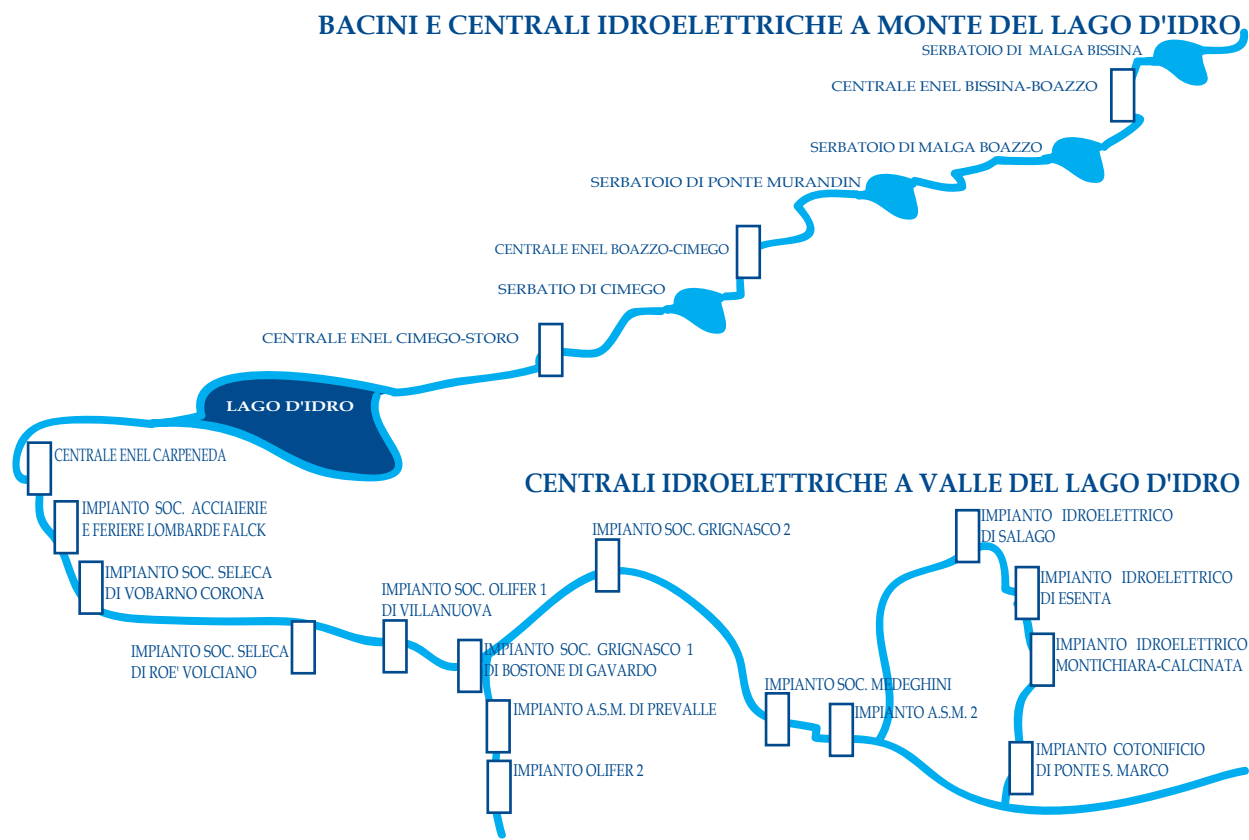 BACINI E CENTRALI IDROELETTRICHE A MONTE DEL LAGO D'IDRO
SERBATOIO DI MALGA BISSINA
CENTRALE ENEL BISSINA-BOAZZO
SERBATOIO DI MALGA BOAZZO
SERBATOIO DI PONTE MURANDIN
CENTRALE ENEL BOAZZO-CIMEGO
SERBATIO DI CIMEGO
CENTRALE ENEL CIMEGO-STORO
LAGO D'IDRO
CENTRALE ENEL CARPENEDA
CENTRALI IDROELETTRICHE A VALLE DEL LAGO D'IDRO
IMPIANTO SOC. ACCIAIERIE
E FERIERE LOMBARDE FALCK
IMPIANTO SOC. SELECA
DI VOBARNO CORONA
IMPIANTO SOC. SELECA
DI ROE' VOLCIANO
IMPIANTO SOC. OLIFER 1
DI VILLANUOVA
IMPIANTO SOC. GRIGNASCO 2
IMPIANTO SOC. GRIGNASCO 1
DI BOSTONE DI GAVARDO
IMPIANTO A.S.M. DI PREVALLE
IMPIANTO OLIFER 2
IMPIANTO SOC. MEDEGHINI
IMPIANTO A.S.M. 2
IMPIANTO IDROELETTRICO
DI SALAGO
IMPIANTO IDROELETTRICO
DI ESENTA
IMPIANTO IDROELETTRICO
MONTICHIARA-CALCINATA
IMPIANTO COTONIFICIO
DI PONTE S. MARCO